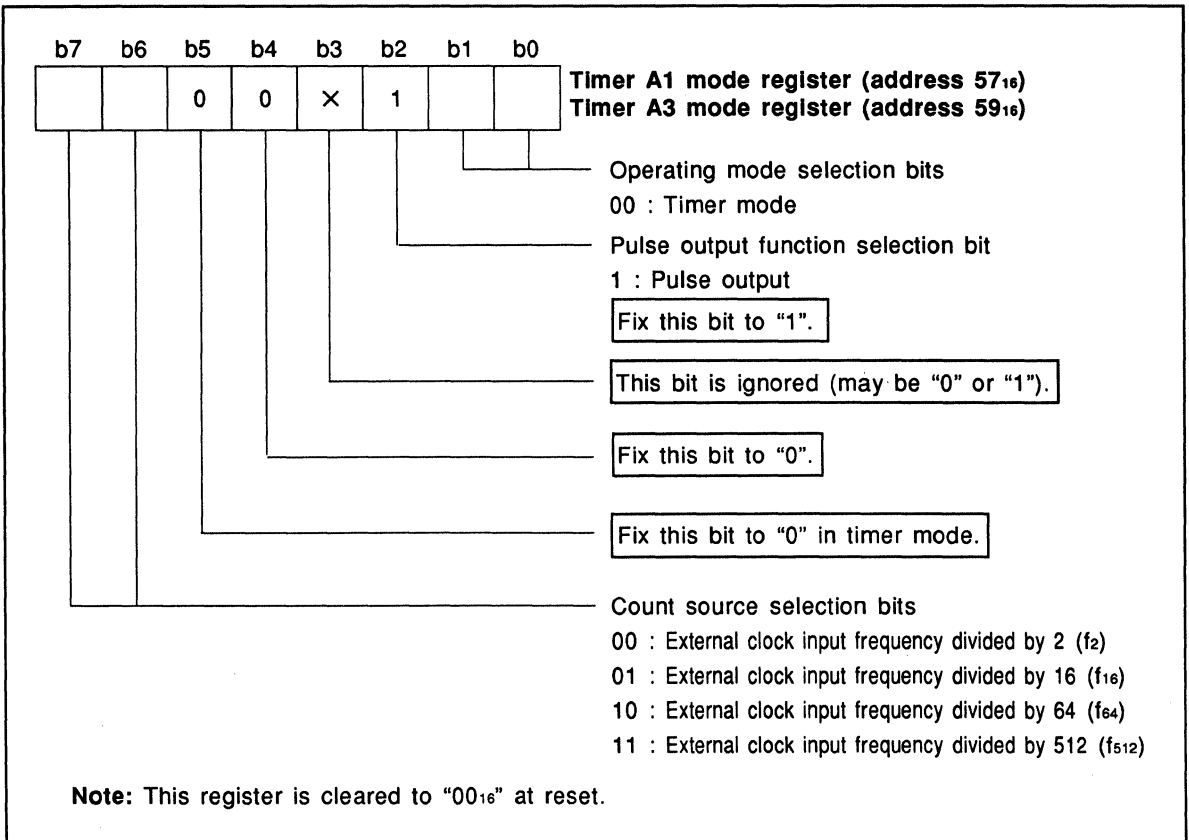 b7 b6 b5 b4 b3 b2 b1 b0
0 0 × 1
Timer A1 mode register (address 57₁₆)
Timer A3 mode register (address 59₁₆)
Operating mode selection bits
00 : Timer mode
Pulse output function selection bit
1 : Pulse output
Fix this bit to “1”.
This bit is ignored (may be “0” or “1”).
Fix this bit to “0”.
Fix this bit to “0” in timer mode.
Count source selection bits
00 : External clock input frequency divided by 2 (f₂)
01 : External clock input frequency divided by 16 (f₁₆)
10 : External clock input frequency divided by 64 (f₆₄)
11 : External clock input frequency divided by 512 (f₅₁₂)
Note: This register is cleared to “00₁₆” at reset.